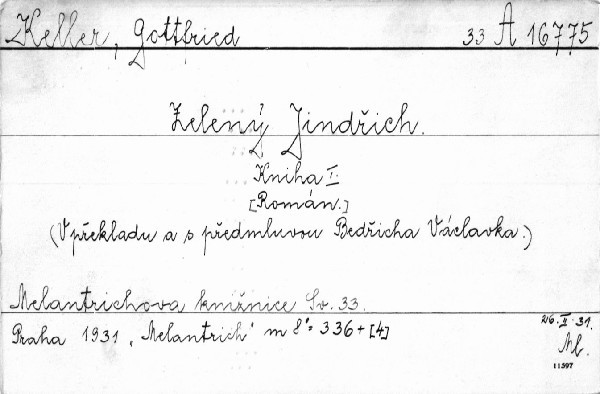 Keller, Gottfried 33 A 16775
Zelený Jindřich.
Kniha I.
[Román.]
(V překladu a s předmluvou Bedřicha Václavka.)
Melantrichova knižnice Sv. 33.
Praha 1931 „Melantrich“ m 8° 336 + [4]
26. II. 31.
Mb.
11397